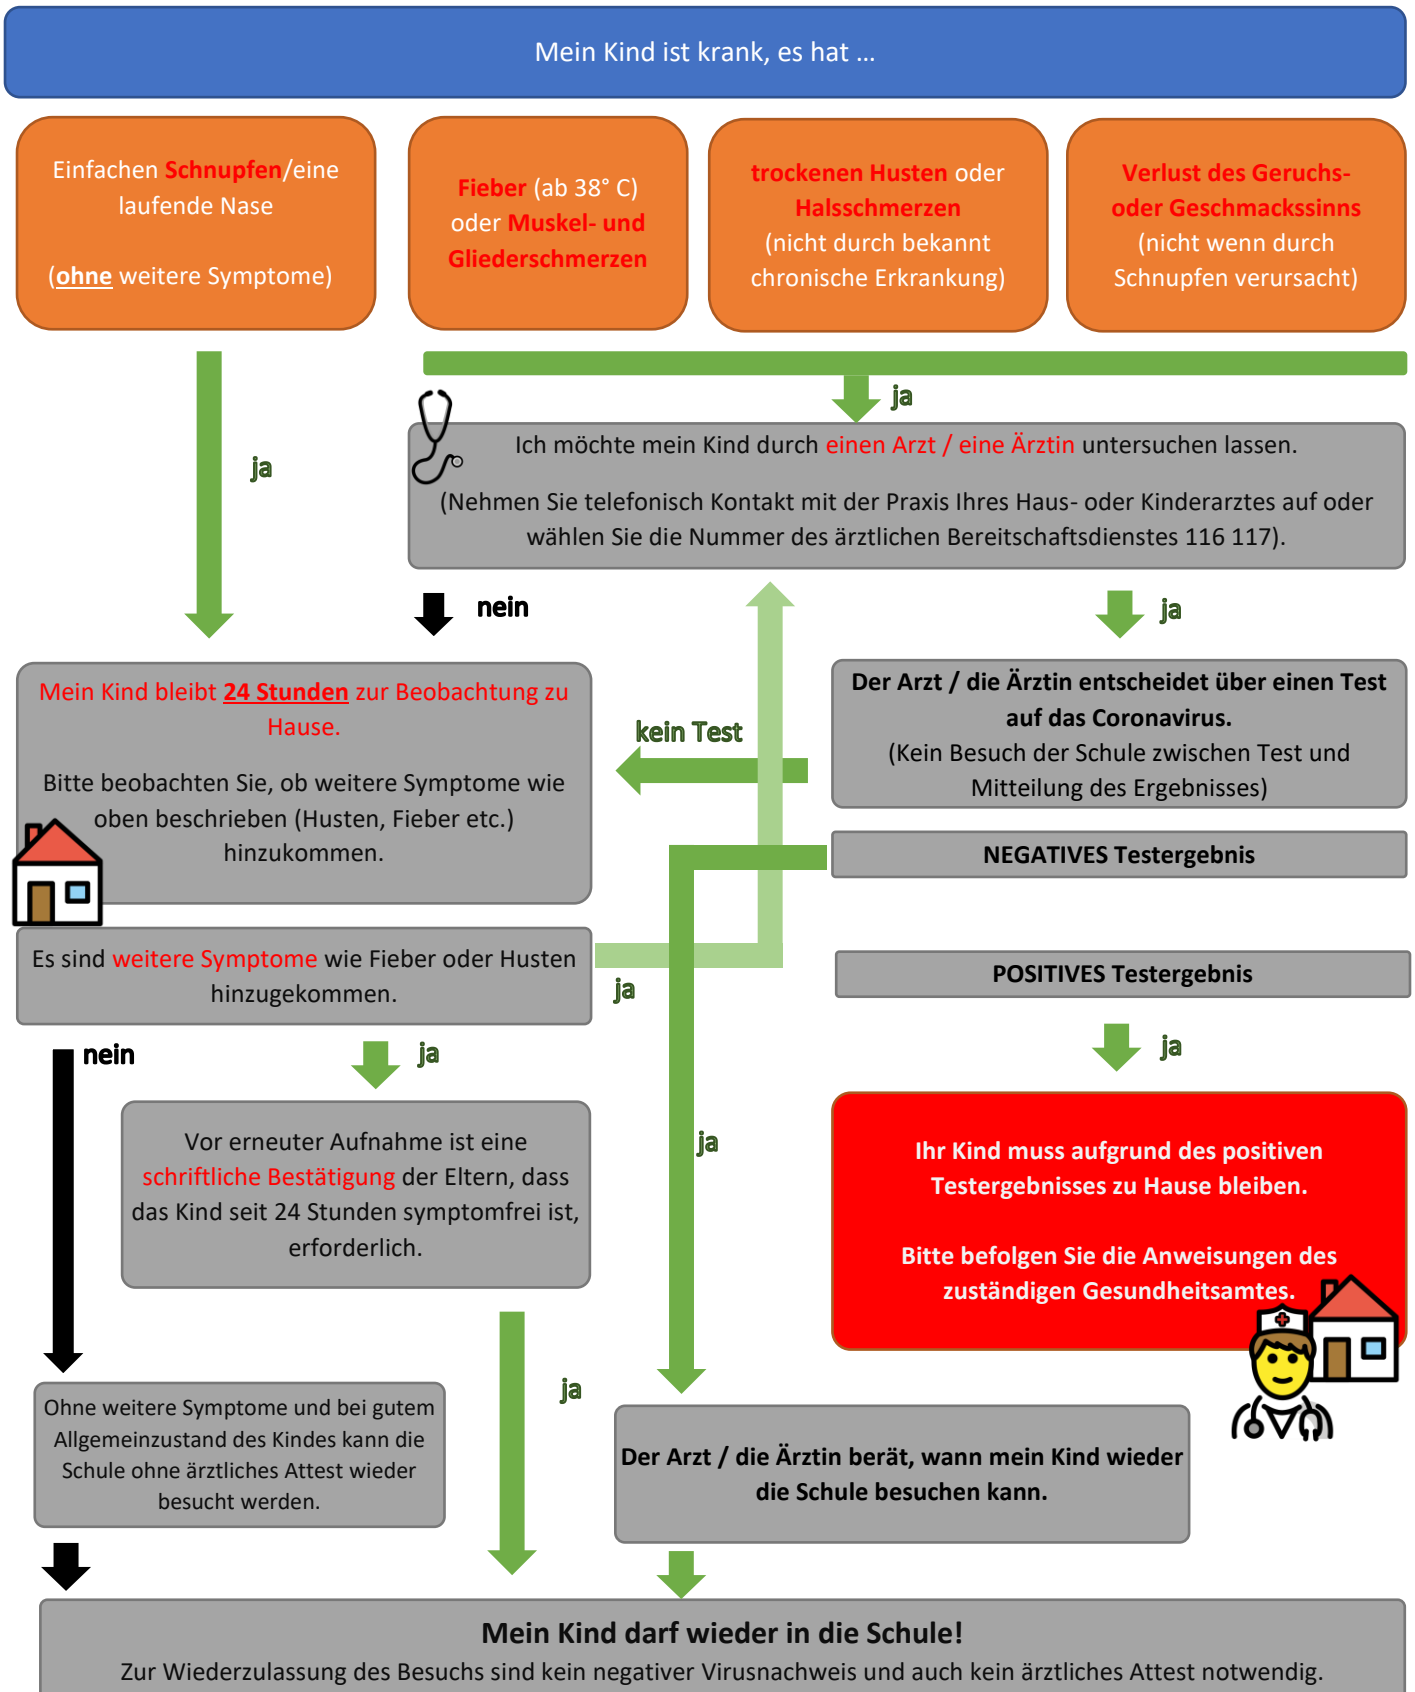 Mein Kind ist krank, es hat ...
Einfachen Schnupfen/eine
laufende Nase
(ohne weitere Symptome)
Fieber (ab 38° C)
oder Muskel- und
Gliederschmerzen
trockenen Husten oder
Halsschmerzen
(nicht durch bekannt
chronische Erkrankung)
Verlust des Geruchs-
oder Geschmackssinns
(nicht wenn durch
Schnupfen verursacht)
ja
ja
Ich möchte mein Kind durch einen Arzt / eine Ärztin untersuchen lassen.
(Nehmen Sie telefonisch Kontakt mit der Praxis Ihres Haus- oder Kinderarztes auf oder
wählen Sie die Nummer des ärztlichen Bereitschaftsdienstes 116 117).
nein
ja
Mein Kind bleibt 24 Stunden zur Beobachtung zu
Hause.
Bitte beobachten Sie, ob weitere Symptome wie
oben beschrieben (Husten, Fieber etc.)
hinzukommen.
kein Test
Der Arzt / die Ärztin entscheidet über einen Test
auf das Coronavirus.
(Kein Besuch der Schule zwischen Test und
Mitteilung des Ergebnisses)
NEGATIVES Testergebnis
Es sind weitere Symptome wie Fieber oder Husten
hinzugekommen.
ja
POSITIVES Testergebnis
nein
ja
ja
Vor erneuter Aufnahme ist eine
schriftliche Bestätigung der Eltern, dass
das Kind seit 24 Stunden symptomfrei ist,
erforderlich.
ja
Ihr Kind muss aufgrund des positiven
Testergebnisses zu Hause bleiben.
Bitte befolgen Sie die Anweisungen des
zuständigen Gesundheitsamtes.
ja
Ohne weitere Symptome und bei gutem
Allgemeinzustand des Kindes kann die
Schule ohne ärztliches Attest wieder
besucht werden.
Der Arzt / die Ärztin berät, wann mein Kind wieder
die Schule besuchen kann.
Mein Kind darf wieder in die Schule!
Zur Wiederzulassung des Besuchs sind kein negativer Virusnachweis und auch kein ärztliches Attest notwendig.